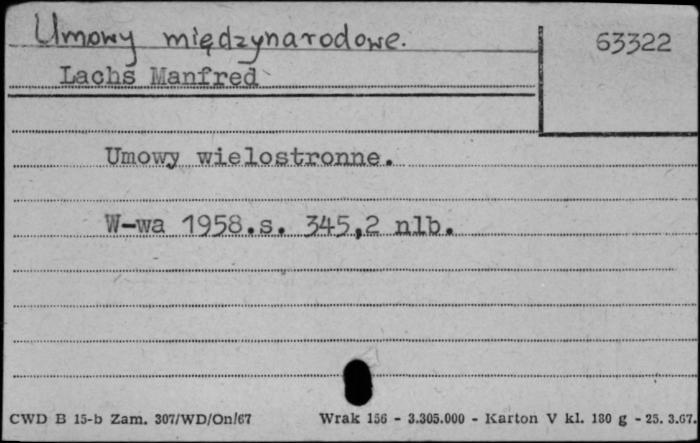 Umowy międzynarodowe.
63322
Lachs Manfred
Umowy wielostronne.
W-wa 1958.s. 345,2 nlb.
CWD B 15-b Zam. 307/WD/On/67 Wrak 156 - 3.305.000 - Karton V kl. 180 g - 25. 3.67.